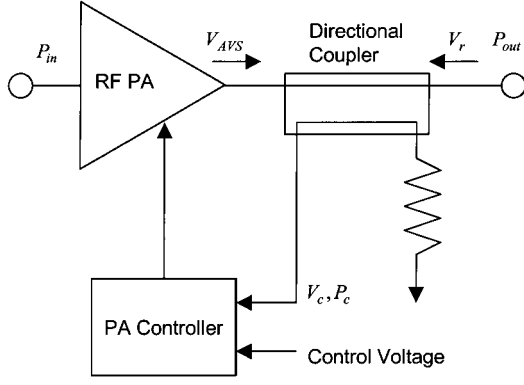 P_in
RF PA
V_AVS
Directional
Coupler
V_r
P_out
PA Controller
V_c, P_c
Control Voltage